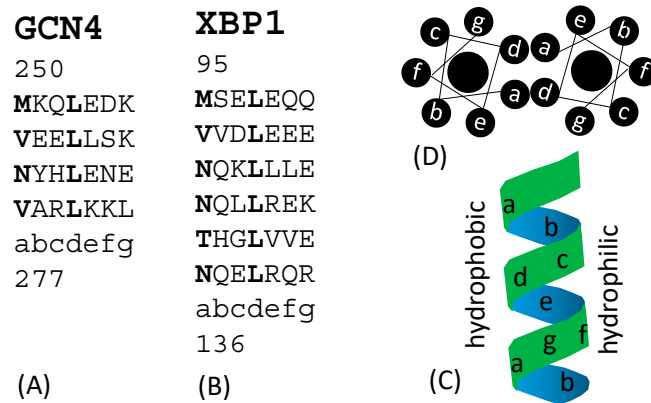 GCN4
250
MKQLEDK
VEELLSK
NYHLENE
VARLKKL
abcdefg
277
(A)
XBP1
95
MSELEQQ
VVDLEEE
NQKLLLE
NQLLREK
THGLVVE
NQELRQR
abcdefg
136
(B)
c g d f a b e
e b a f d c g
(D)
hydrophobic
a
b
c
d
e
f
g
a
b
hydrophilic
(C)